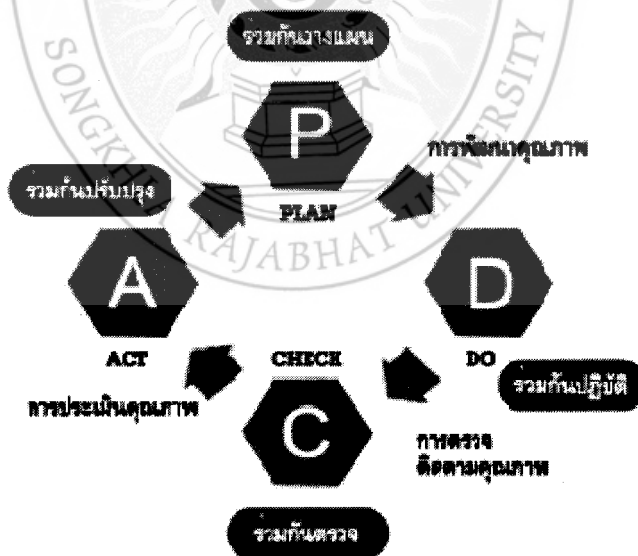 รวมกันวางแผน
P
PLAN
การพัฒนาคุณภาพ
รวมกันปรับปรุง
SONGKHLA RAJABHAT UNIVERSITY
A
ACT
D
DO
รวมกันปฏิบัติ
CHECK
C
การประเมินคุณภาพ
การตรวจ
ติดตามคุณภาพ
รวมกันตรวจ